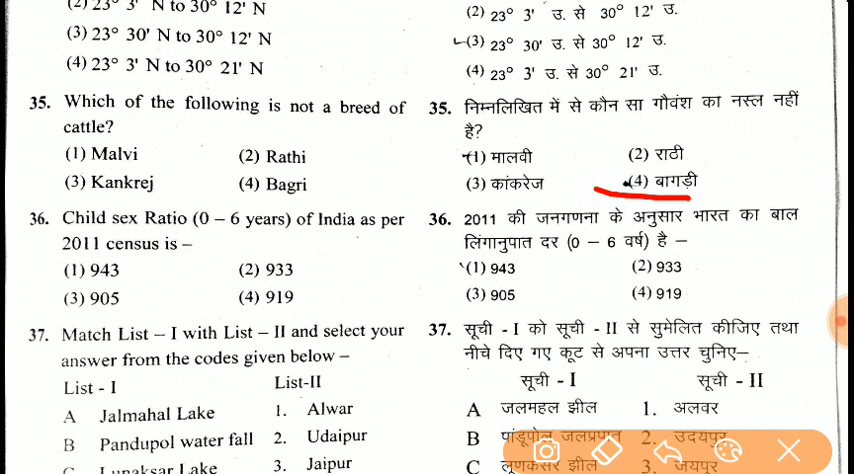 (2) 23° 3' N to 30° 12' N
(3) 23° 30' N to 30° 12' N
(4) 23° 3' N to 30° 21' N
35. Which of the following is not a breed of
cattle?
(1) Malvi (2) Rathi
(3) Kankrej (4) Bagri
36. Child sex Ratio (0 – 6 years) of India as per
2011 census is –
(1) 943 (2) 933
(3) 905 (4) 919
37. Match List – I with List – II and select your
answer from the codes given below –
List - I List-II
A Jalmahal Lake 1. Alwar
B Pandupol water fall 2. Udaipur
C Lunaksar Lake 3. Jaipur
(2) 23° 3' उ. से 30° 12' उ.
(3) 23° 30' उ. से 30° 12' उ.
(4) 23° 3' उ. से 30° 21' उ.
35. निम्नलिखित में से कौन सा गौवंश का नस्ल नहीं
है?
(1) मालवी (2) राठी
(3) कांकरेज (4) बागड़ी
36. 2011 की जनगणना के अनुसार भारत का बाल
लिंगानुपात दर (0 – 6 वर्ष) है –
(1) 943 (2) 933
(3) 905 (4) 919
37. सूची - I को सूची - II से सुमेलित कीजिए तथा
नीचे दिए गए कूट से अपना उत्तर चुनिए–
सूची - I सूची - II
A जलमहल झील 1. अलवर
B पांडूपोल जलप्रपात 2. उदयपुर
C लूणकसर झील 3. जयपुर